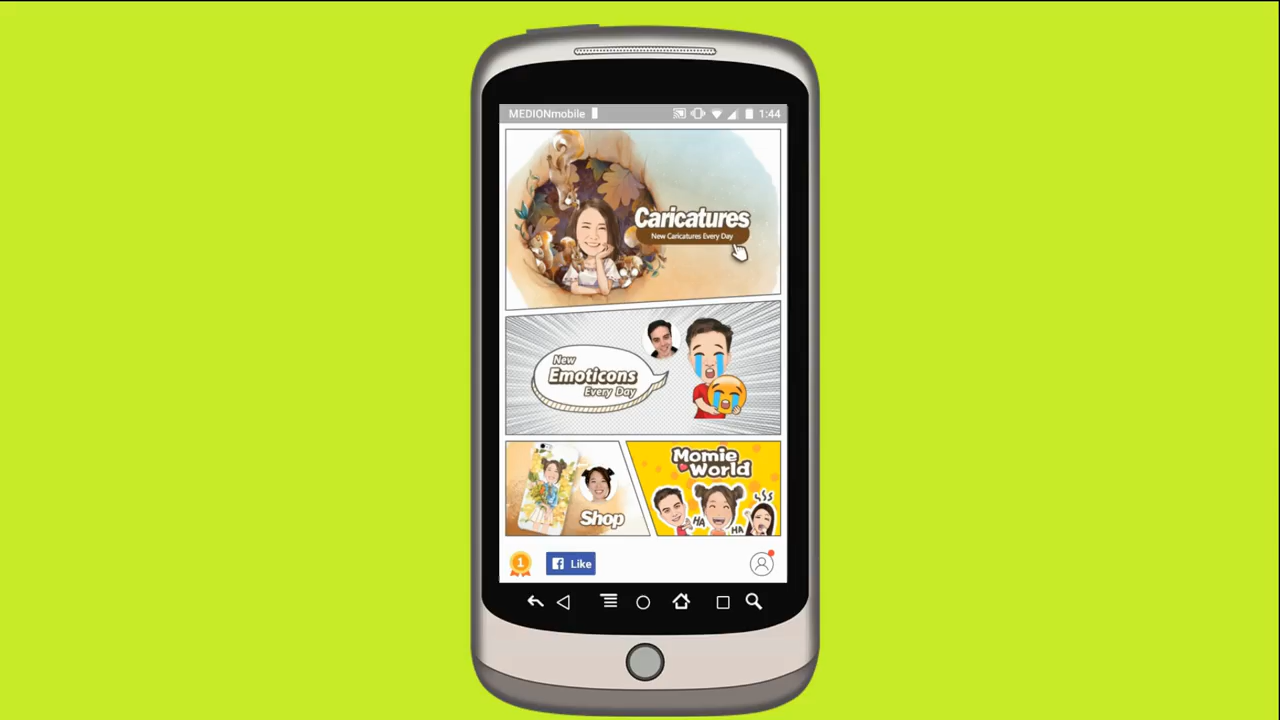 MEDIONmobile
1:44
Caricatures
New Caricatures Every Day
New
Emoticons
Every Day
Shop
Momie
World
HA
HA
1
Like